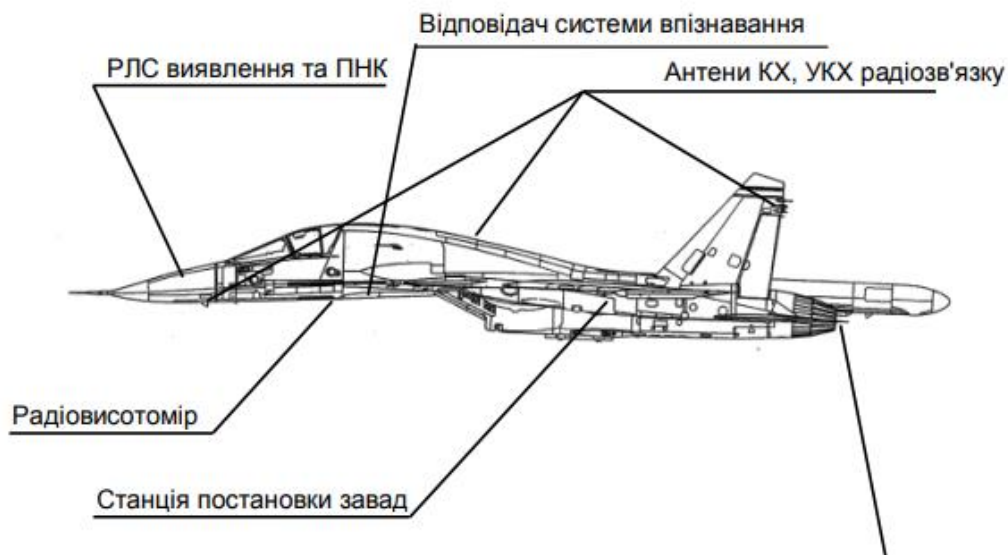 Відповідач системи впізнавання
РЛС виявлення та ПНК
Антени КХ, УКХ радіозв'язку
Радіовисотомір
Станція постановки завад